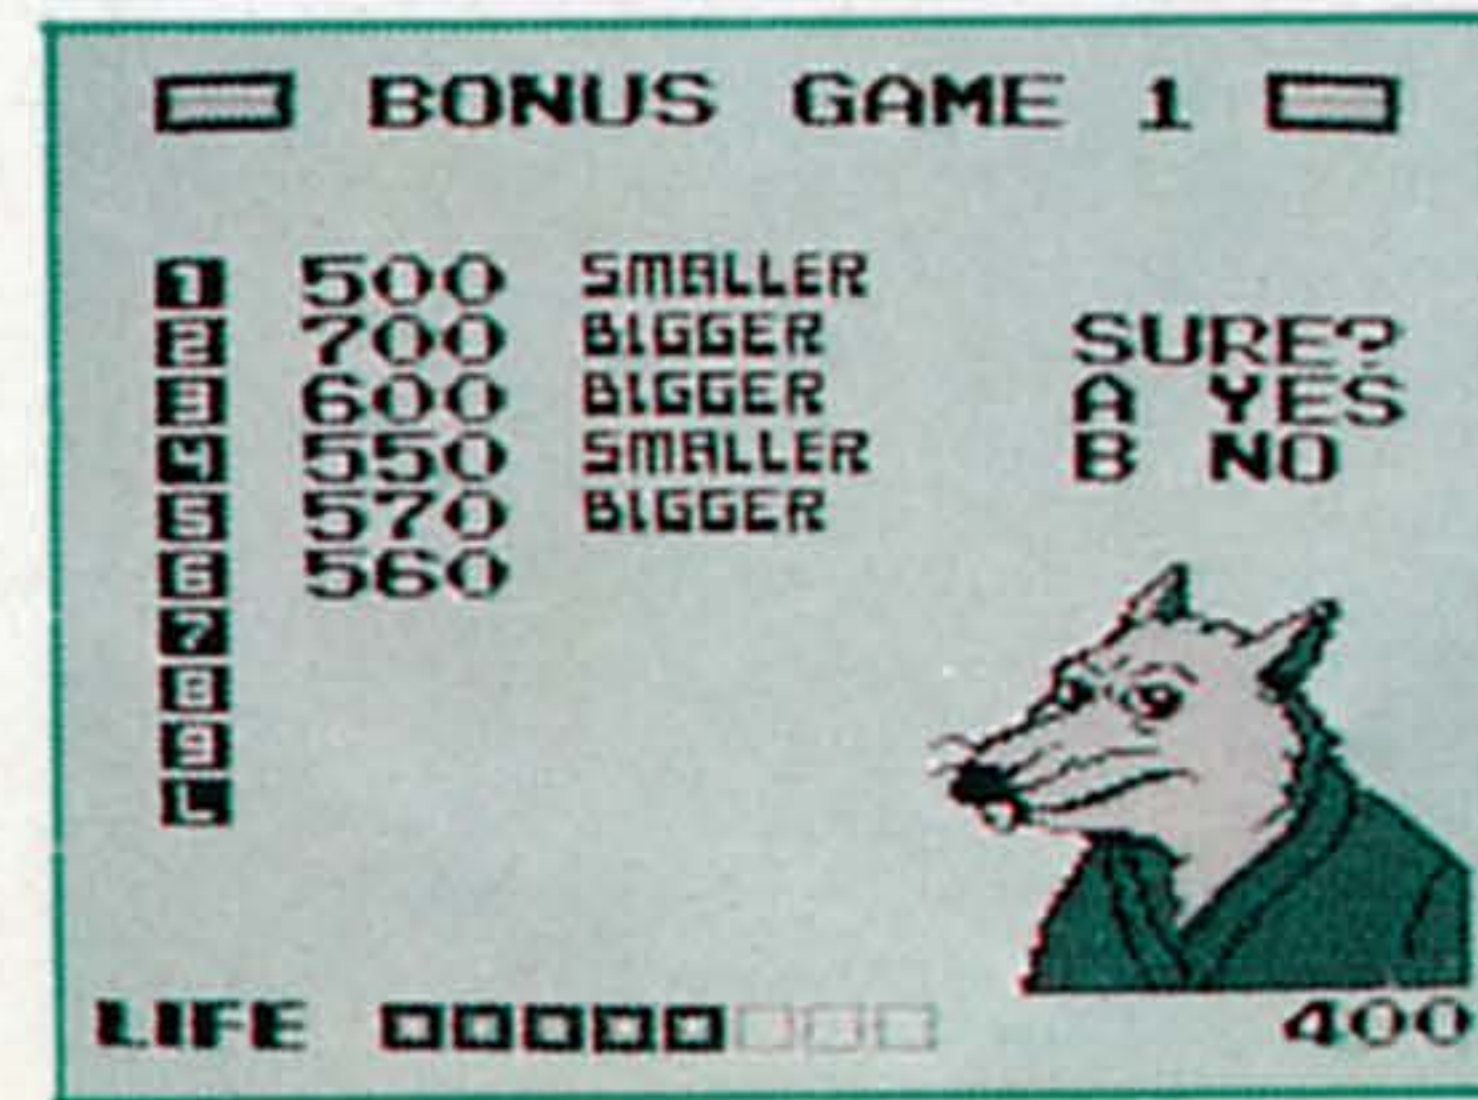 BONUS GAME 1
1 500 SMALLER
2 700 BIGGER
3 600 BIGGER
4 550 SMALLER
5 570 BIGGER
6 560
7
8
9
L
SURE?
A YES
B NO
LIFE
400